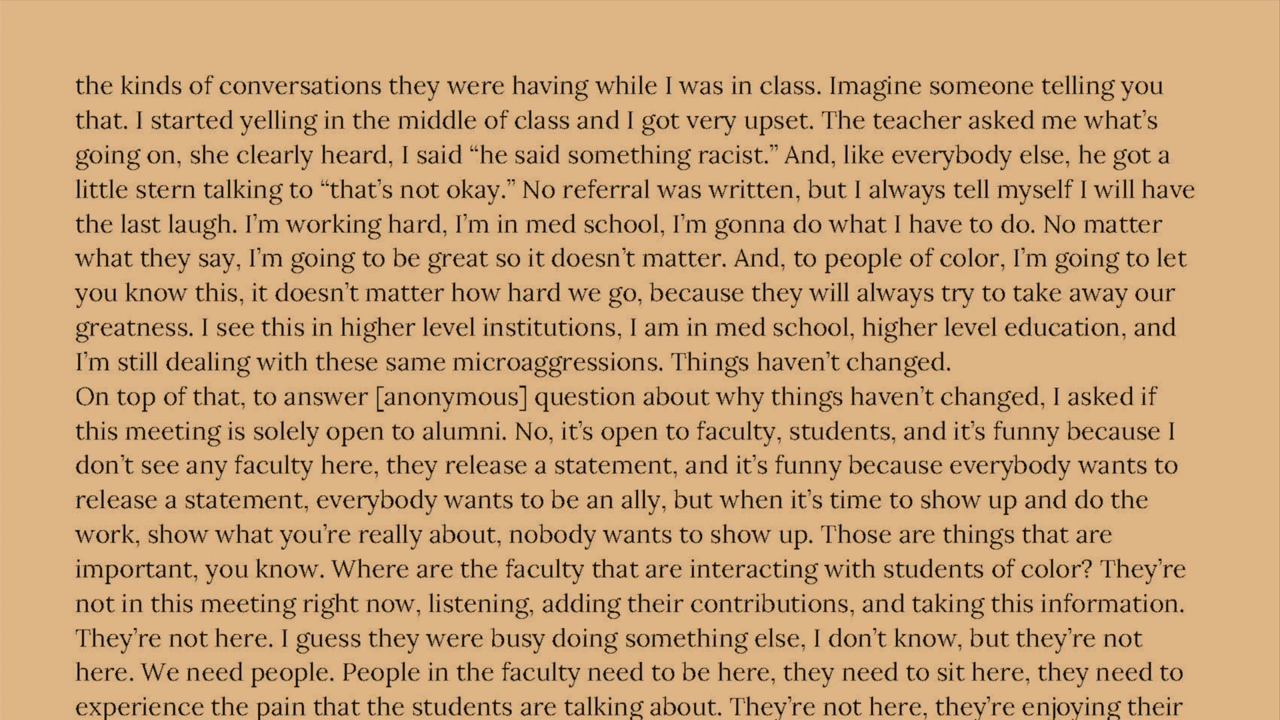 the kinds of conversations they were having while I was in class. Imagine someone telling you
that. I started yelling in the middle of class and I got very upset. The teacher asked me what’s
going on, she clearly heard, I said “he said something racist.” And, like everybody else, he got a
little stern talking to “that’s not okay.” No referral was written, but I always tell myself I will have
the last laugh. I’m working hard, I’m in med school, I’m gonna do what I have to do. No matter
what they say, I’m going to be great so it doesn’t matter. And, to people of color, I’m going to let
you know this, it doesn’t matter how hard we go, because they will always try to take away our
greatness. I see this in higher level institutions, I am in med school, higher level education, and
I’m still dealing with these same microaggressions. Things haven’t changed.
On top of that, to answer [anonymous] question about why things haven’t changed, I asked if
this meeting is solely open to alumni. No, it’s open to faculty, students, and it’s funny because I
don’t see any faculty here, they release a statement, and it’s funny because everybody wants to
release a statement, everybody wants to be an ally, but when it’s time to show up and do the
work, show what you’re really about, nobody wants to show up. Those are things that are
important, you know. Where are the faculty that are interacting with students of color? They’re
not in this meeting right now, listening, adding their contributions, and taking this information.
They’re not here. I guess they were busy doing something else, I don’t know, but they’re not
here. We need people. People in the faculty need to be here, they need to sit here, they need to
experience the pain that the students are talking about. They’re not here, they’re enjoying their